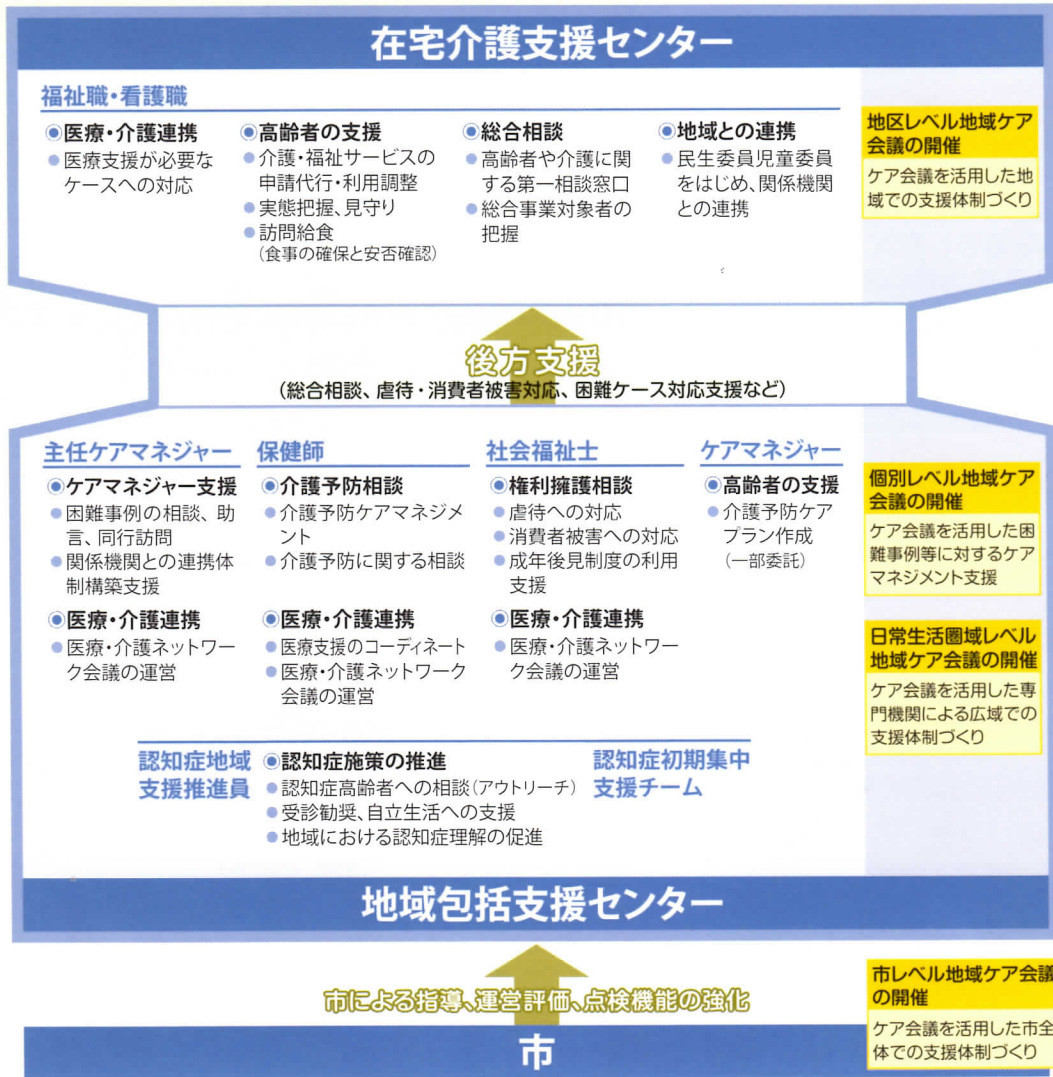 在宅介護支援センター
福祉職・看護職
◉医療・介護連携
●医療支援が必要な
ケースへの対応
◉高齢者の支援
●介護・福祉サービスの
申請代行・利用調整
●実態把握、見守り
●訪問給食
(食事の確保と安否確認)
◉総合相談
●高齢者や介護に関
する第一相談窓口
●総合事業対象者の
把握
◉地域との連携
●民生委員児童委員
をはじめ、関係機関
との連携
地区レベル地域ケア
会議の開催
ケア会議を活用した地
域での支援体制づくり
後方支援
(総合相談、虐待・消費者被害対応、困難ケース対応支援など)
主任ケアマネジャー
◉ケアマネジャー支援
●困難事例の相談、助
言、同行訪問
●関係機関との連携体
制構築支援
◉医療・介護連携
●医療・介護ネットワー
ク会議の運営
保健師
◉介護予防相談
●介護予防ケアマネジメ
ント
●介護予防に関する相談
◉医療・介護連携
●医療支援のコーディネート
●医療・介護ネットワーク
会議の運営
社会福祉士
◉権利擁護相談
●虐待への対応
●消費者被害への対応
●成年後見制度の利用
支援
◉医療・介護連携
●医療・介護ネットワー
ク会議の運営
ケアマネジャー
◉高齢者の支援
●介護予防ケア
プラン作成
(一部委託)
個別レベル地域ケア
会議の開催
ケア会議を活用した困
難事例等に対するケア
マネジメント支援
日常生活圏域レベル
地域ケア会議の開催
ケア会議を活用した専
門機関による広域での
支援体制づくり
認知症地域
支援推進員
◉認知症施策の推進
●認知症高齢者への相談(アウトリーチ)
●受診勧奨、自立生活への支援
●地域における認知症理解の促進
認知症初期集中
支援チーム
地域包括支援センター
市による指導、運営評価、点検機能の強化
市レベル地域ケア会議
の開催
ケア会議を活用した市全
体での支援体制づくり
市